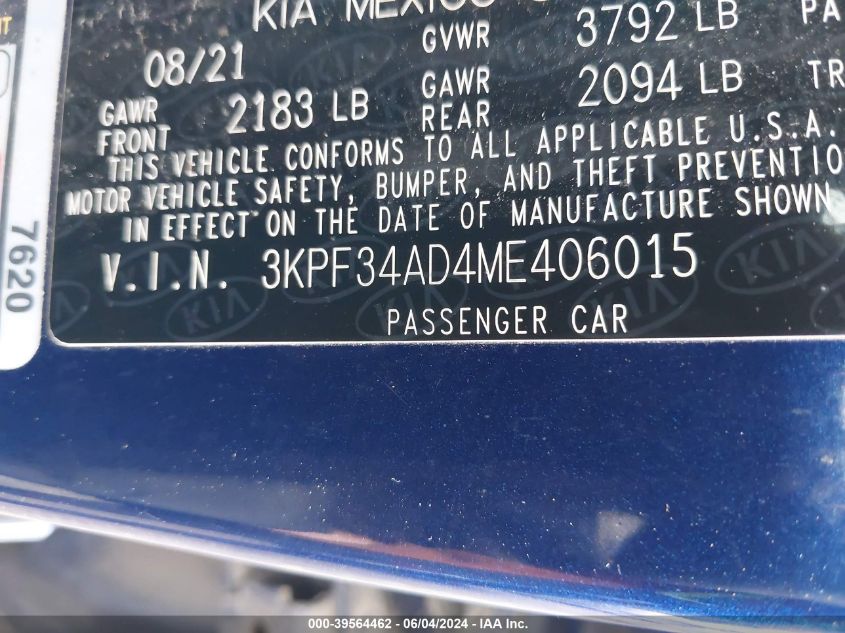 KIA MEXICO
08/21 GVWR 3792 LB PA
GAWR FRONT 2183 LB GAWR REAR 2094 LB TR
THIS VEHICLE CONFORMS TO ALL APPLICABLE U.S.A.
MOTOR VEHICLE SAFETY, BUMPER, AND THEFT PREVENTIO
IN EFFECT ON THE DATE OF MANUFACTURE SHOWN
V.I.N. 3KPF34AD4ME406015
PASSENGER CAR
7620
000-39564462 - 06/04/2024 - IAAI.com